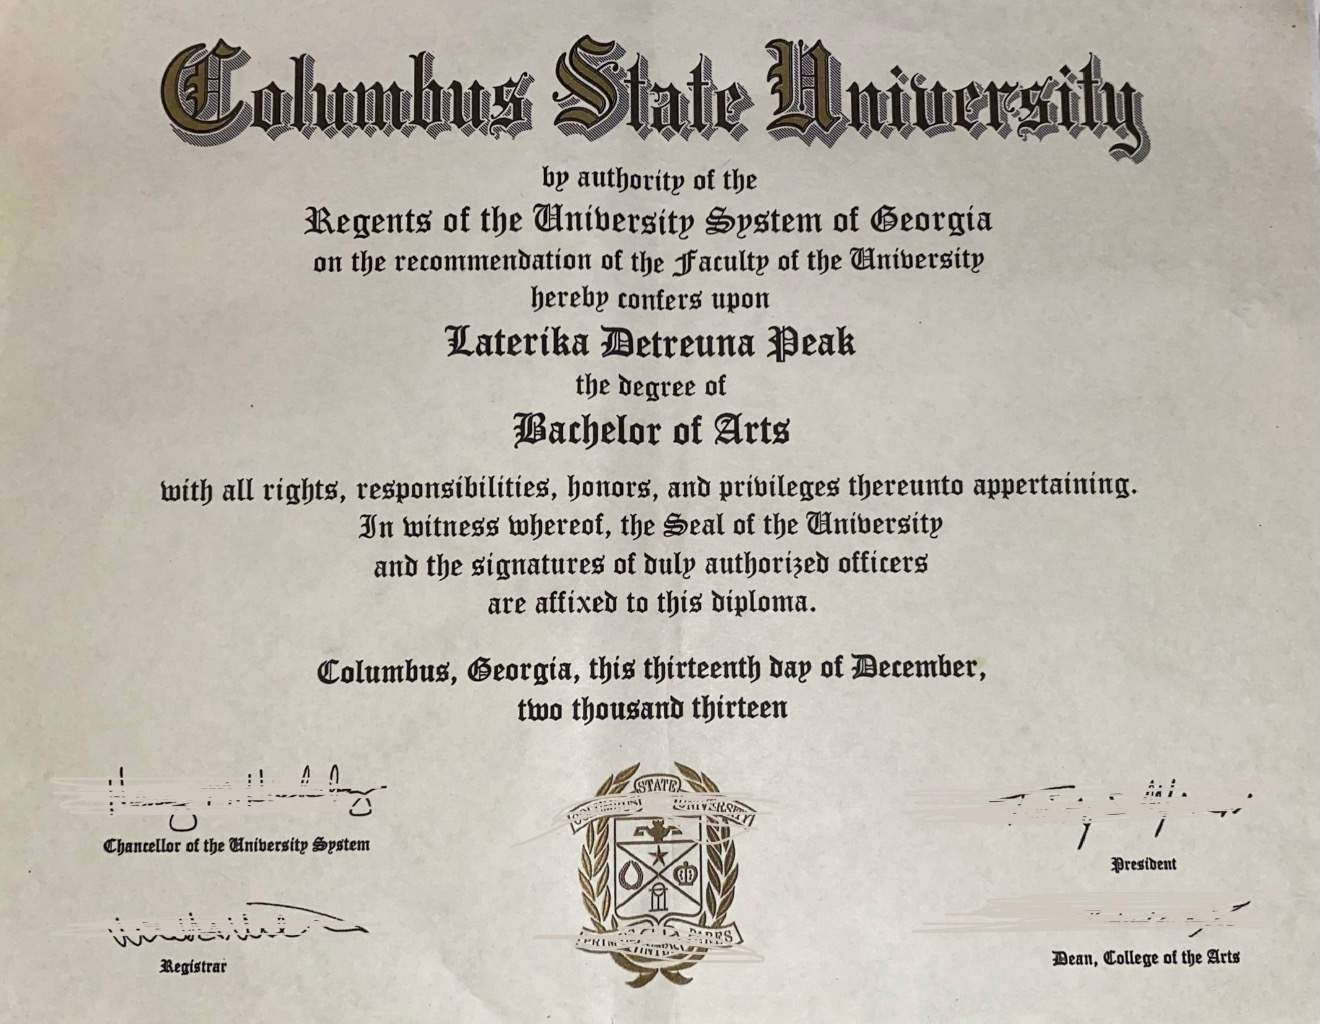 Columbus State University
by authority of the
Regents of the University System of Georgia
on the recommendation of the Faculty of the University
hereby confers upon
Laterika Detreuna Peak
the degree of
Bachelor of Arts
with all rights, responsibilities, honors, and privileges thereunto appertaining.
In witness whereof, the Seal of the University
and the signatures of duly authorized officers
are affixed to this diploma.
Columbus, Georgia, this thirteenth day of December,
two thousand thirteen
STATE
COLUMBUS UNIVERSITY
Chancellor of the University System
President
Registrar
Dean, College of the Arts